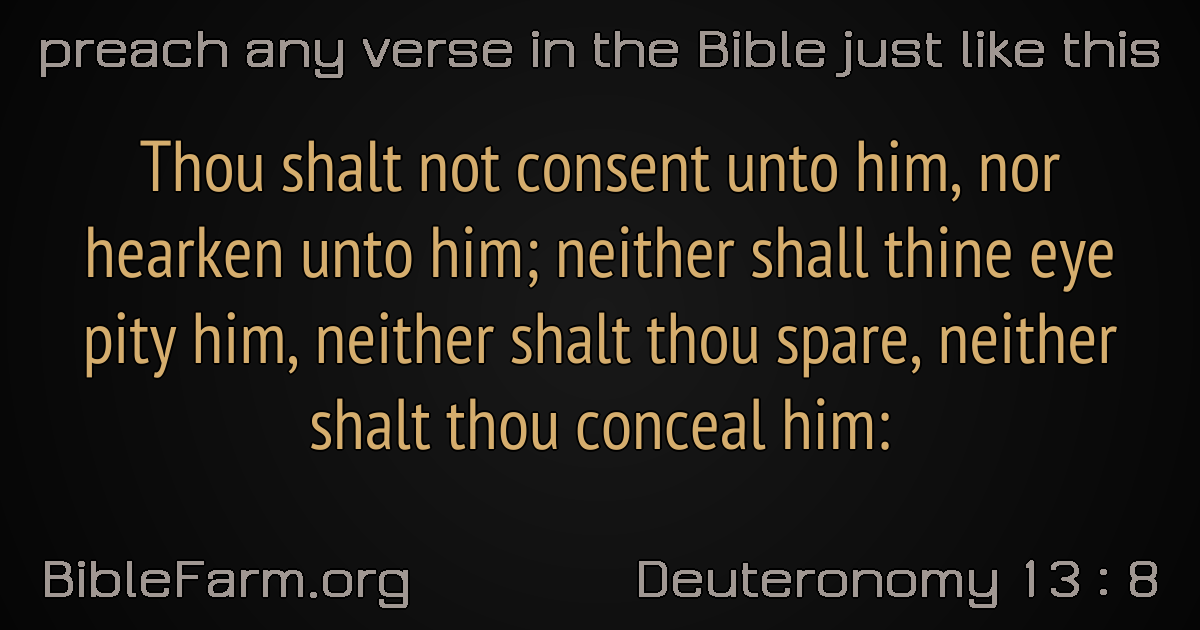 preach any verse in the Bible just like this
Thou shalt not consent unto him, nor
hearken unto him; neither shall thine eye
pity him, neither shalt thou spare, neither
shalt thou conceal him:
BibleFarm.org
Deuteronomy 13 : 8